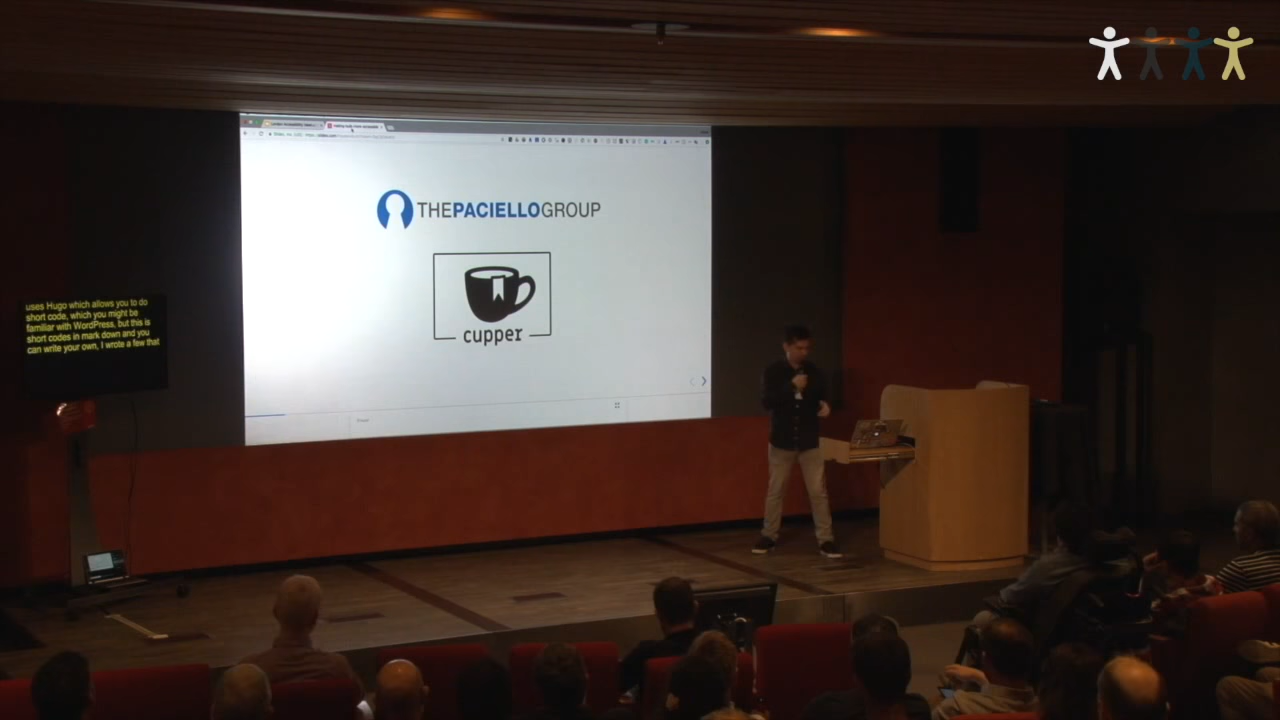 THEPACIELLOGROUP
cupper
uses Hugo which allows you to do
short code, which you might be
familiar with WordPress, but this is
short codes in mark down and you
can write your own, I wrote a few that